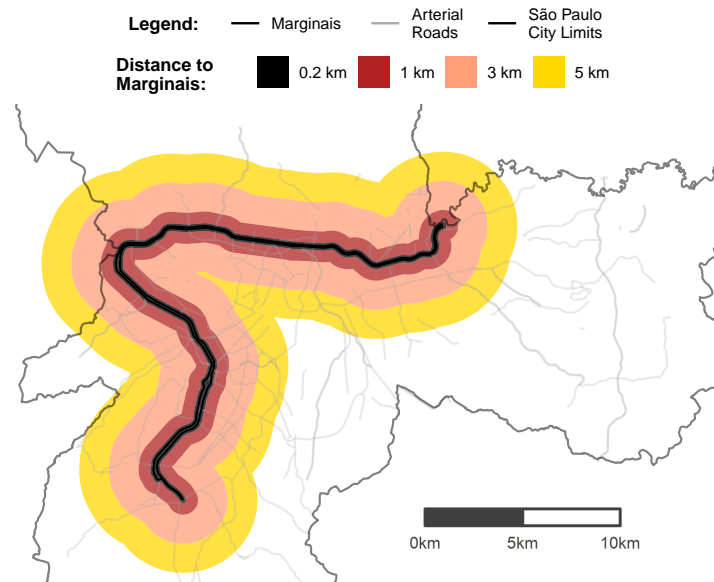 Legend: Marginais Arterial Roads São Paulo City Limits
Distance to Marginais: 0.2 km 1 km 3 km 5 km
0km 5km 10km